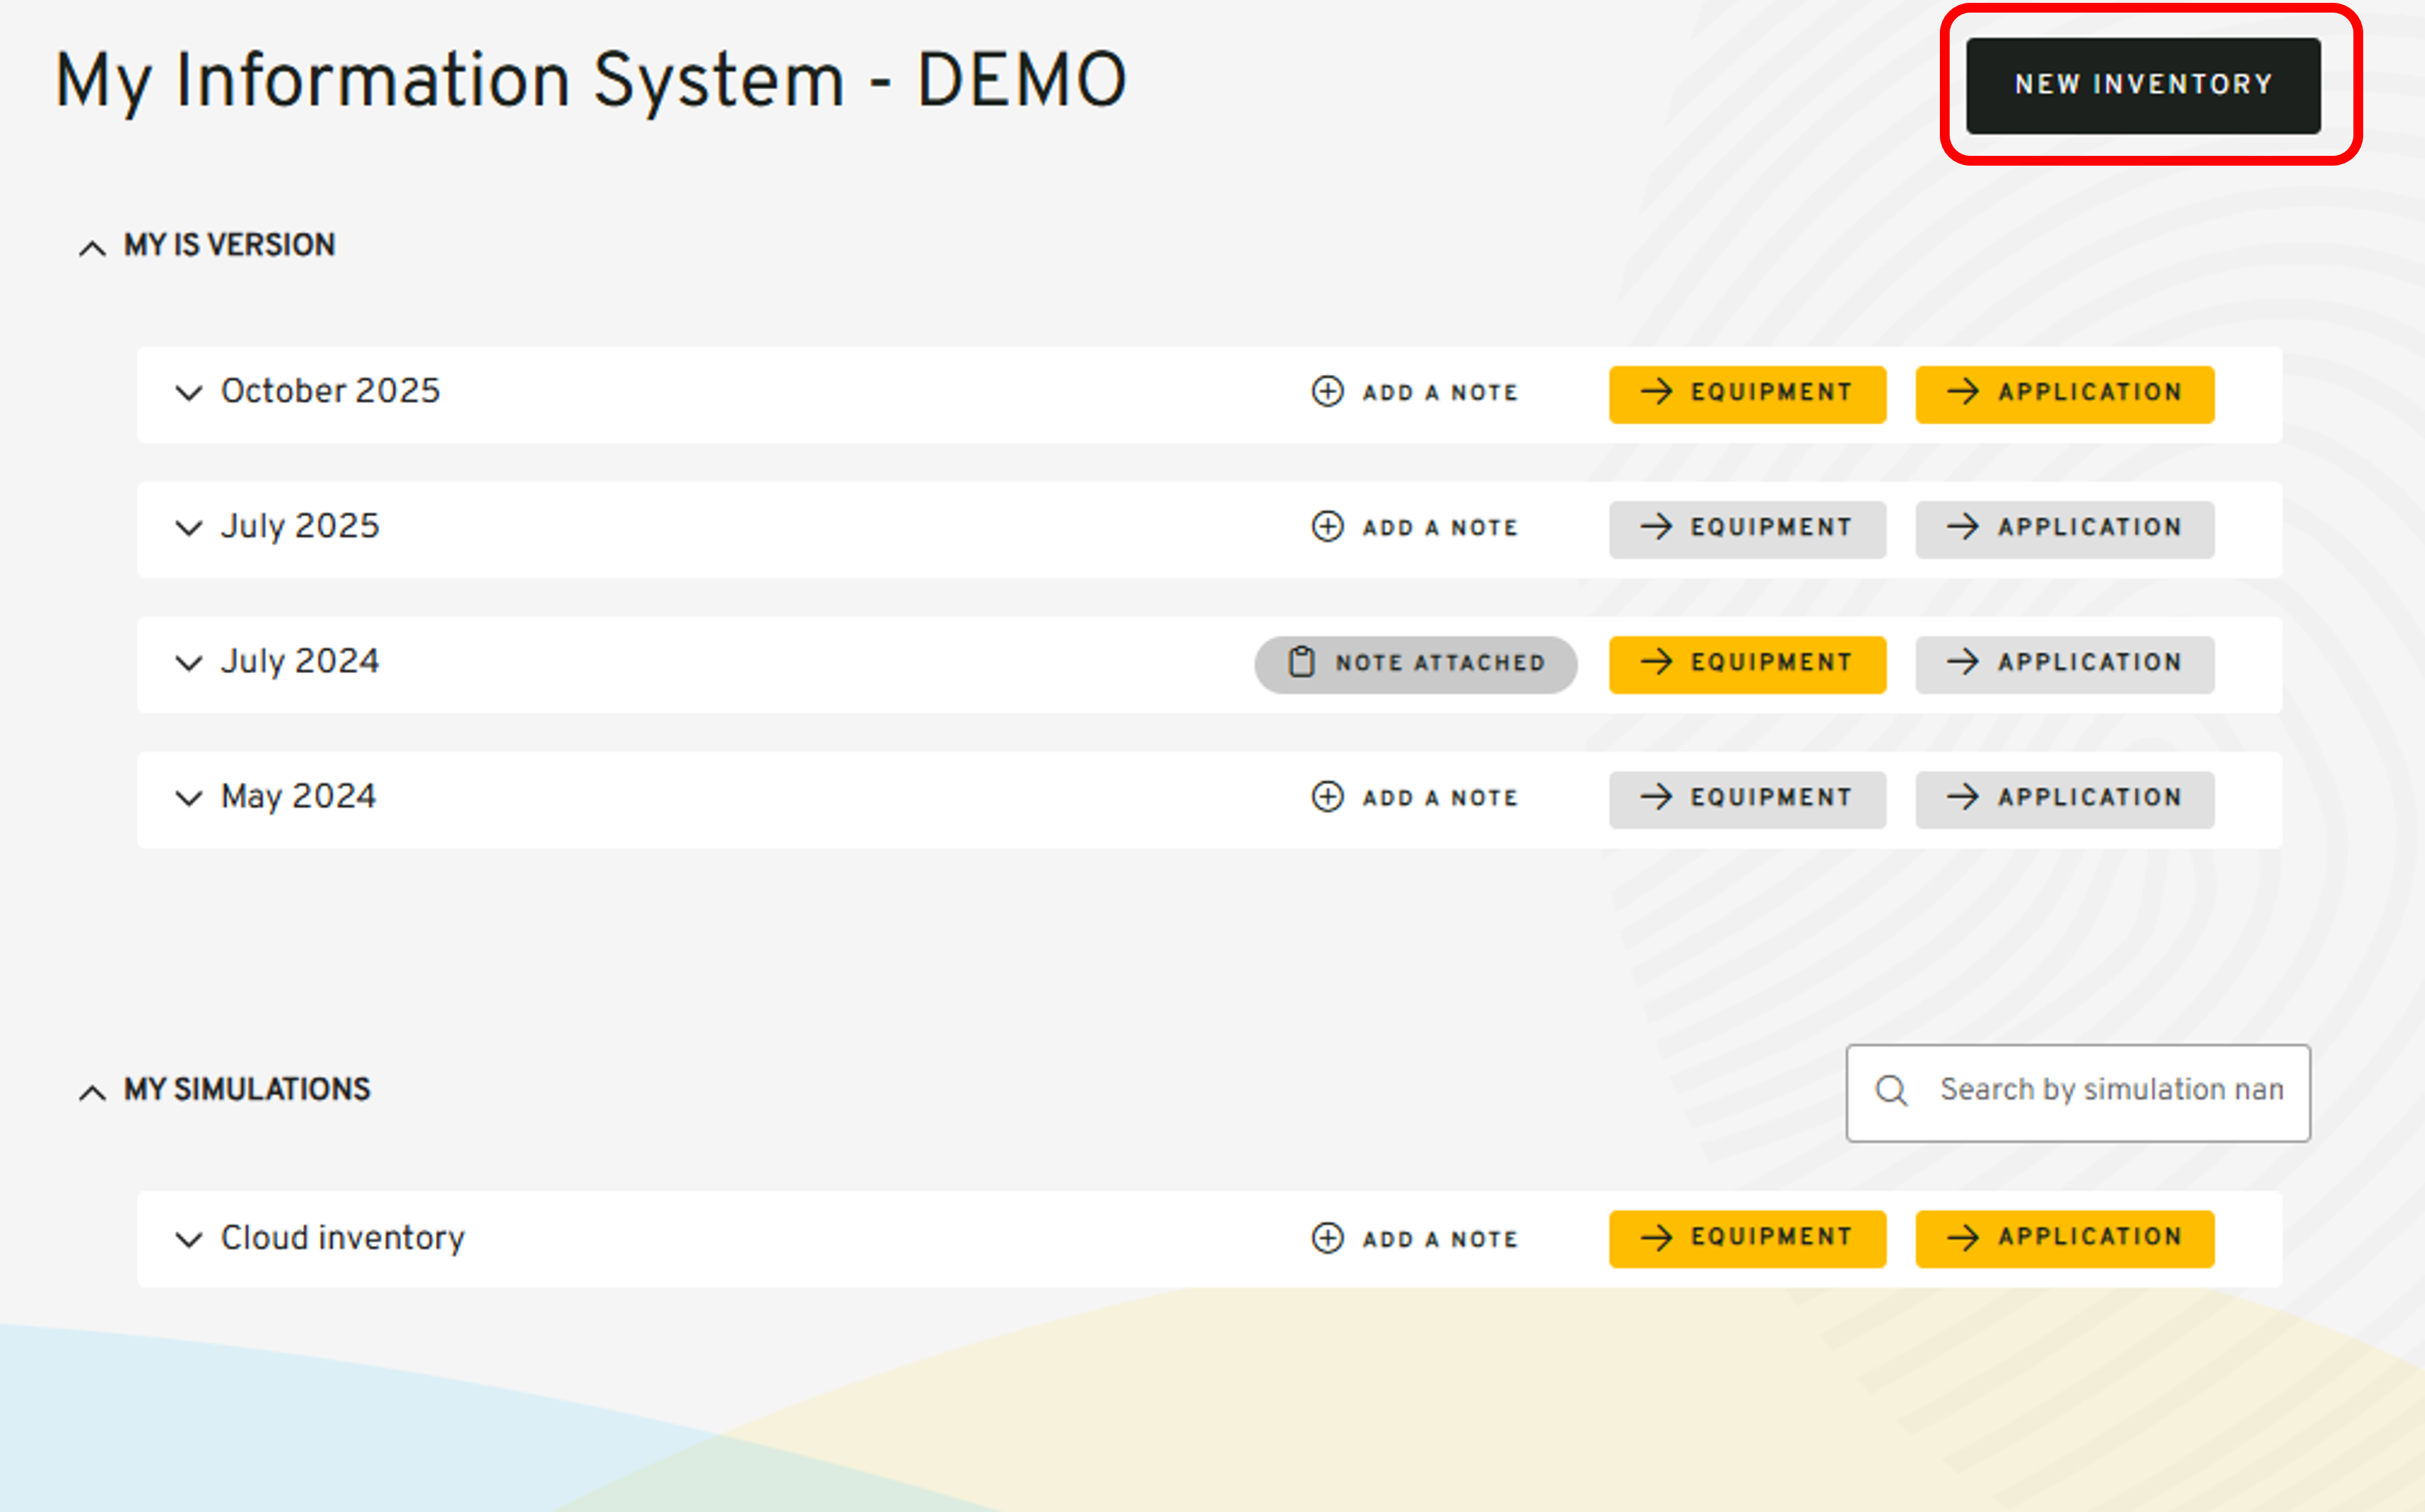 My Information System - DEMO
NEW INVENTORY
MY IS VERSION
October 2025 ADD A NOTE EQUIPMENT APPLICATION
July 2025 ADD A NOTE EQUIPMENT APPLICATION
July 2024 NOTE ATTACHED EQUIPMENT APPLICATION
May 2024 ADD A NOTE EQUIPMENT APPLICATION
MY SIMULATIONS
Search by simulation nan
Cloud inventory ADD A NOTE EQUIPMENT APPLICATION